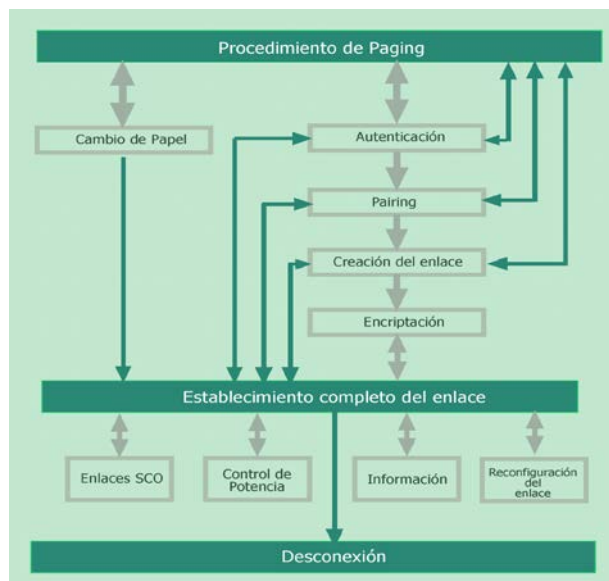 Procedimiento de Paging
Cambio de Papel
Autenticación
Pairing
Creación del enlace
Encriptación
Establecimiento completo del enlace
Enlaces SCO
Control de
Potencia
Información
Reconfiguración
del
enlace
Desconexión